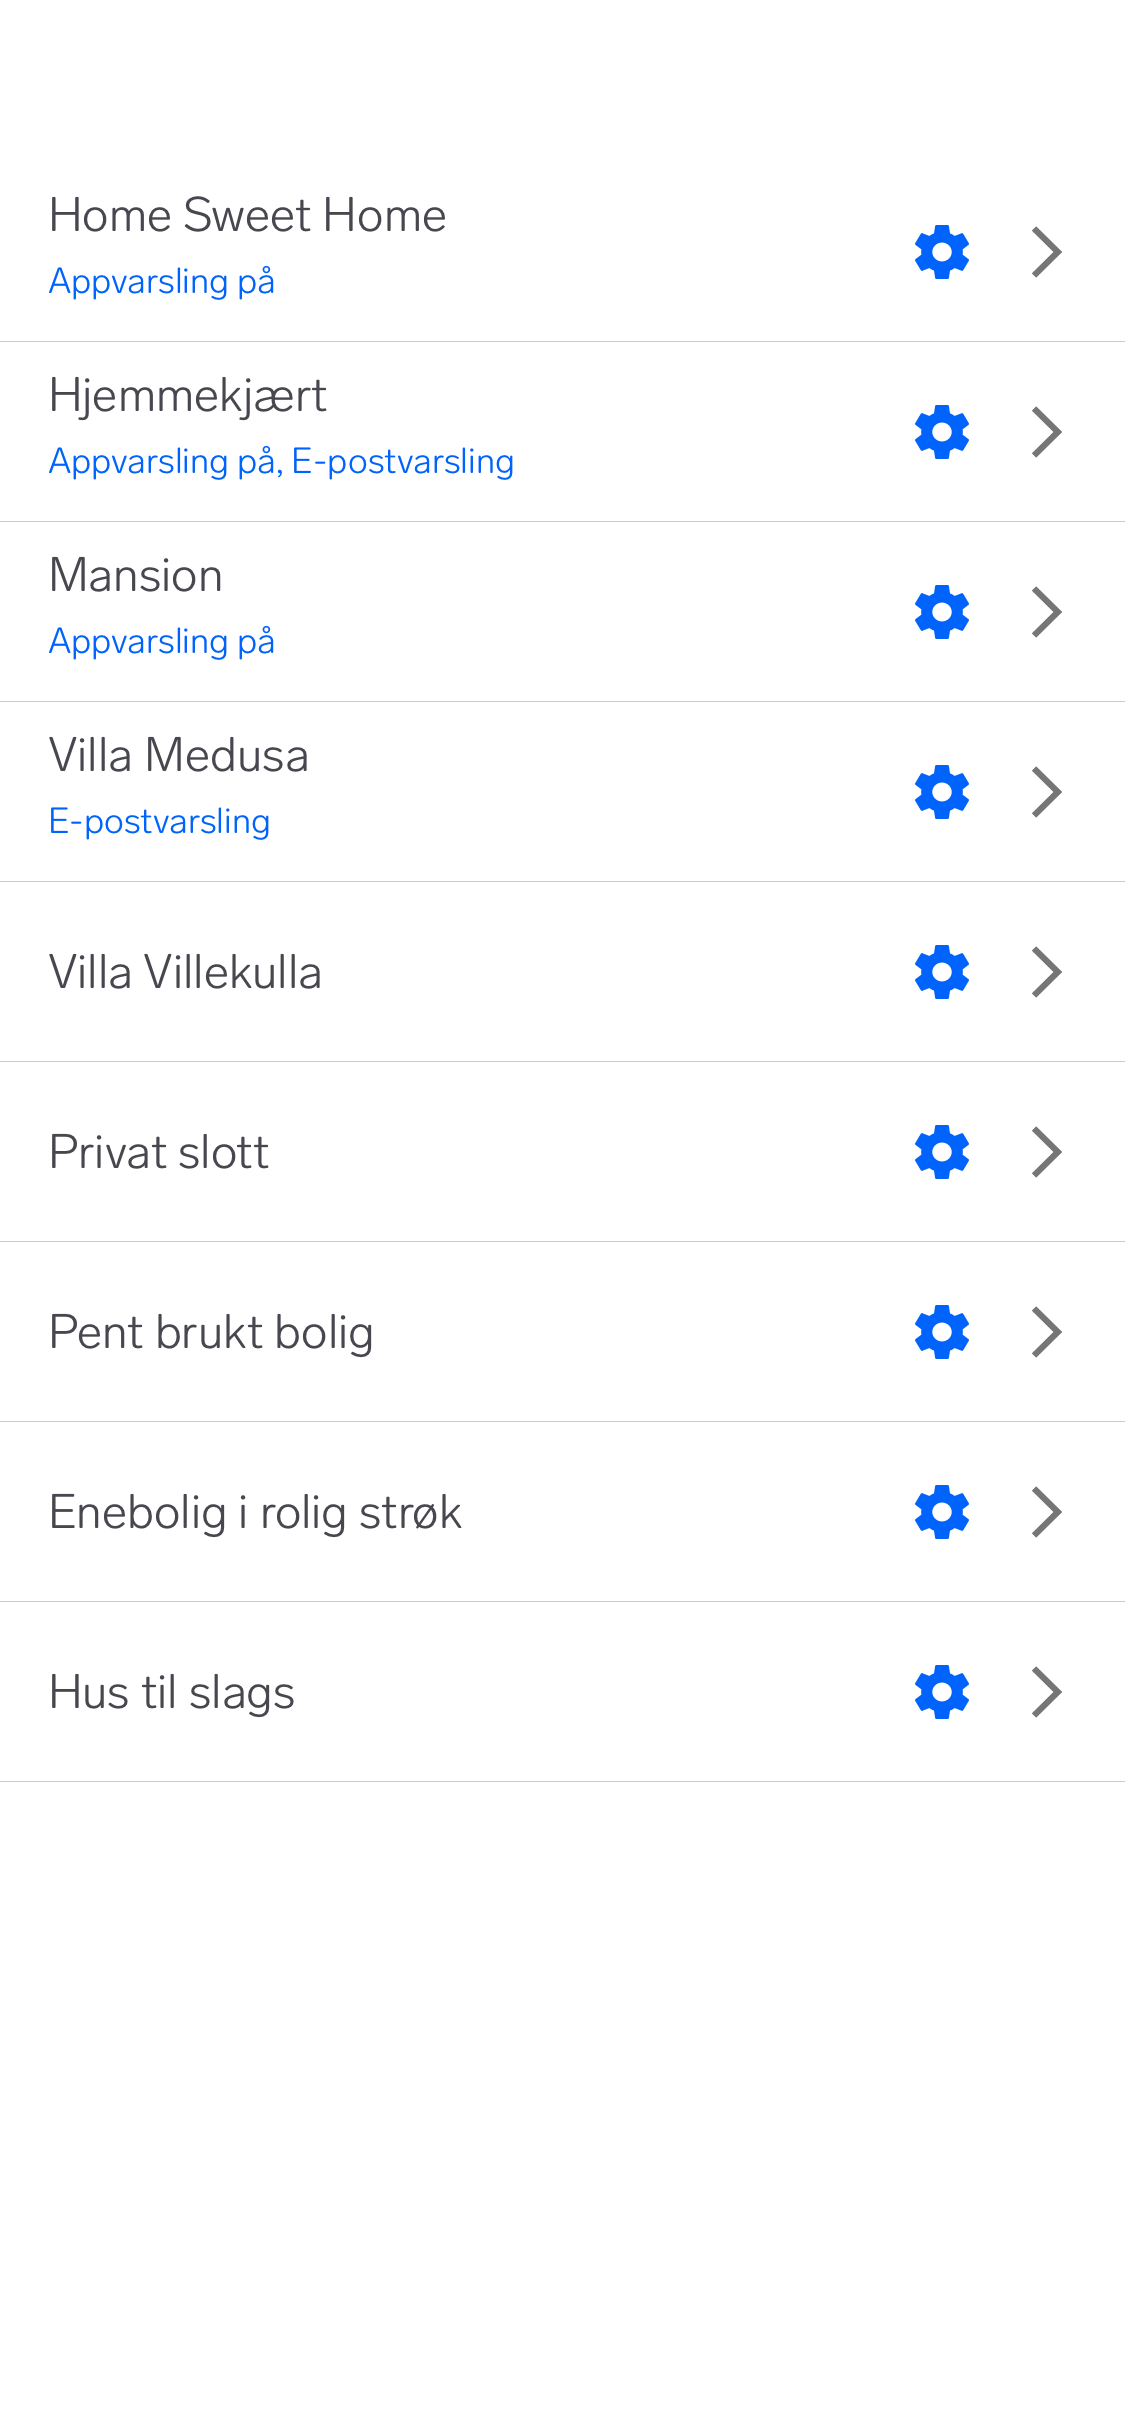 Home Sweet Home
Appvarsling på
Hjemmekjært
Appvarsling på, E-postvarsling
Mansion
Appvarsling på
Villa Medusa
E-postvarsling
Villa Villekulla
Privat slott
Pent brukt bolig
Enebolig i rolig strøk
Hus til slags